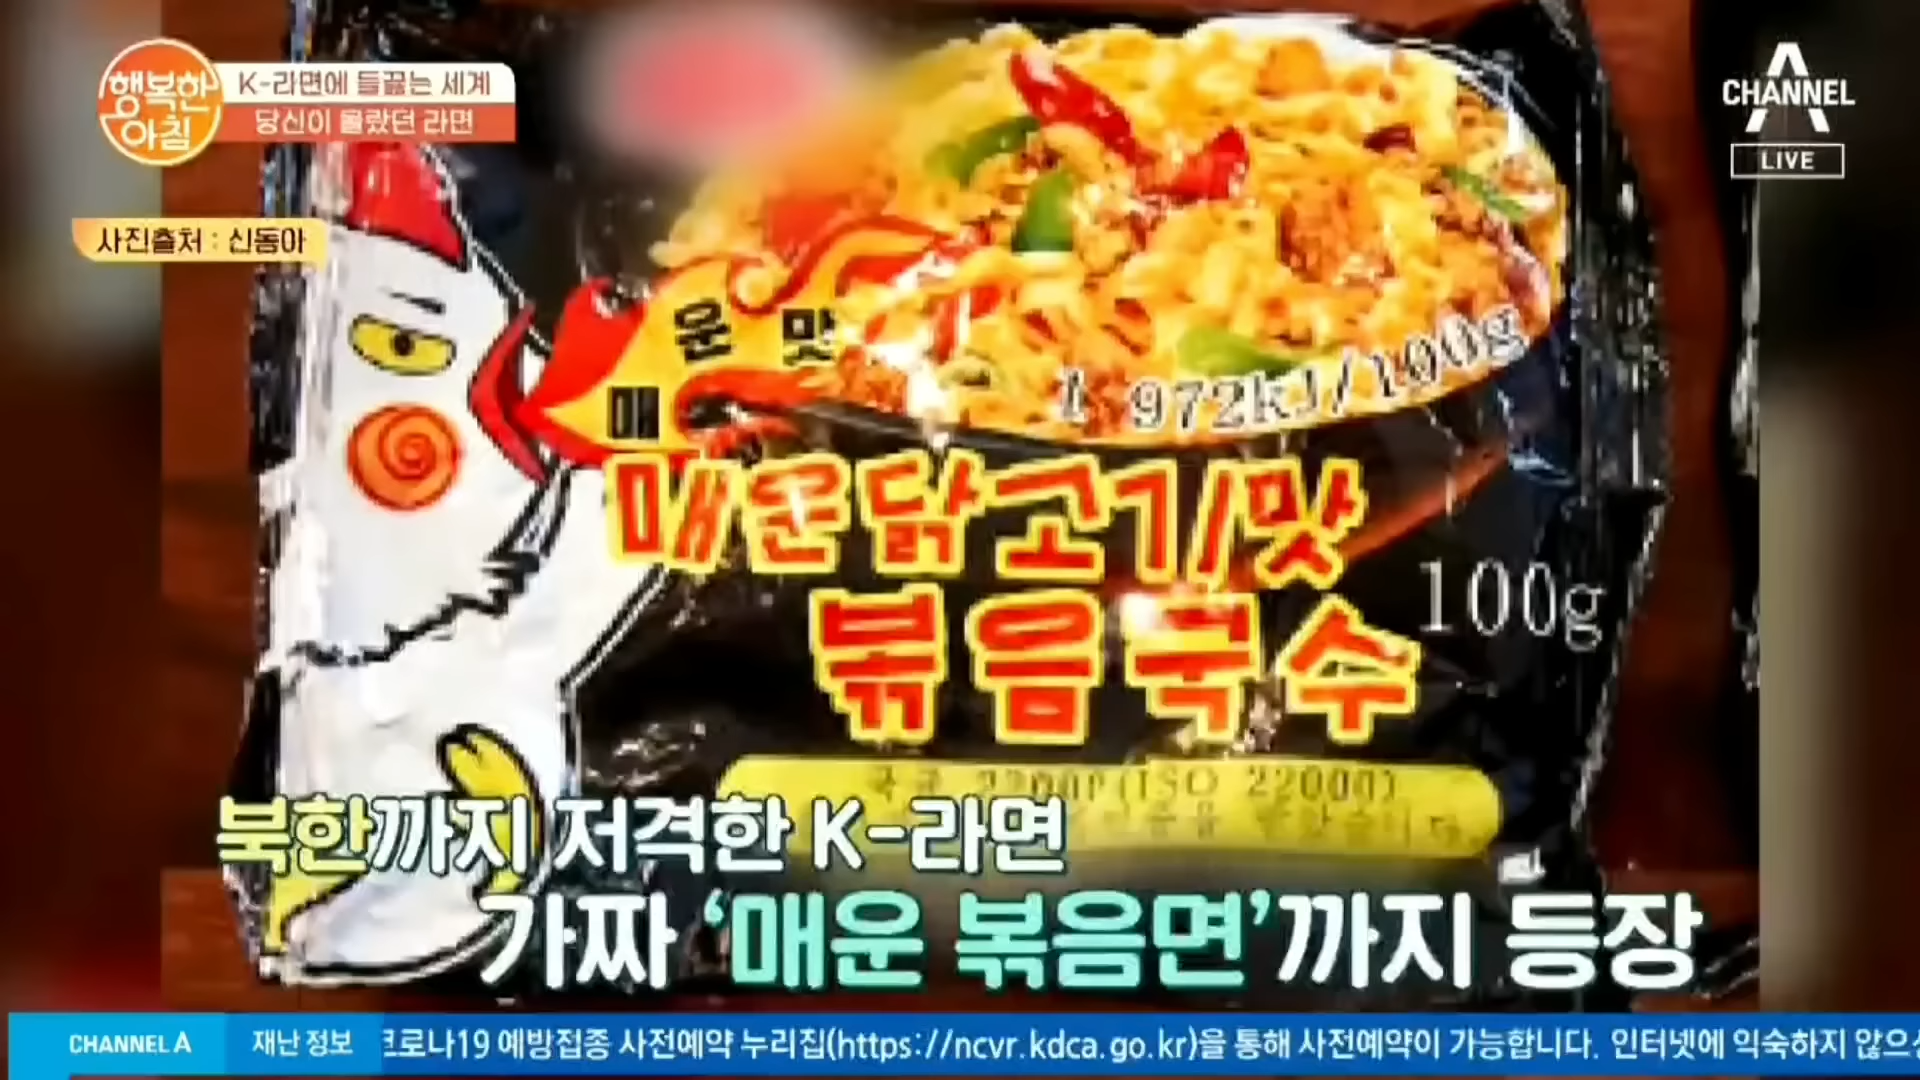 행복한
아침
K-라면에 들끓는 세계
당신이 몰랐던 라면
CHANNEL A
LIVE
사진출처 : 신동아
매운맛
1 972kJ/100g
매운닭고기맛
볶음국수
100g
2200P(ISO 22000)
북한까지 저격한 K-라면
가짜 ‘매운 볶음면’까지 등장
CHANNEL A
재난 정보
코로나19 예방접종 사전예약 누리집(https://ncvr.kdca.go.kr)을 통해 사전예약이 가능합니다. 인터넷에 익숙하지 않으신